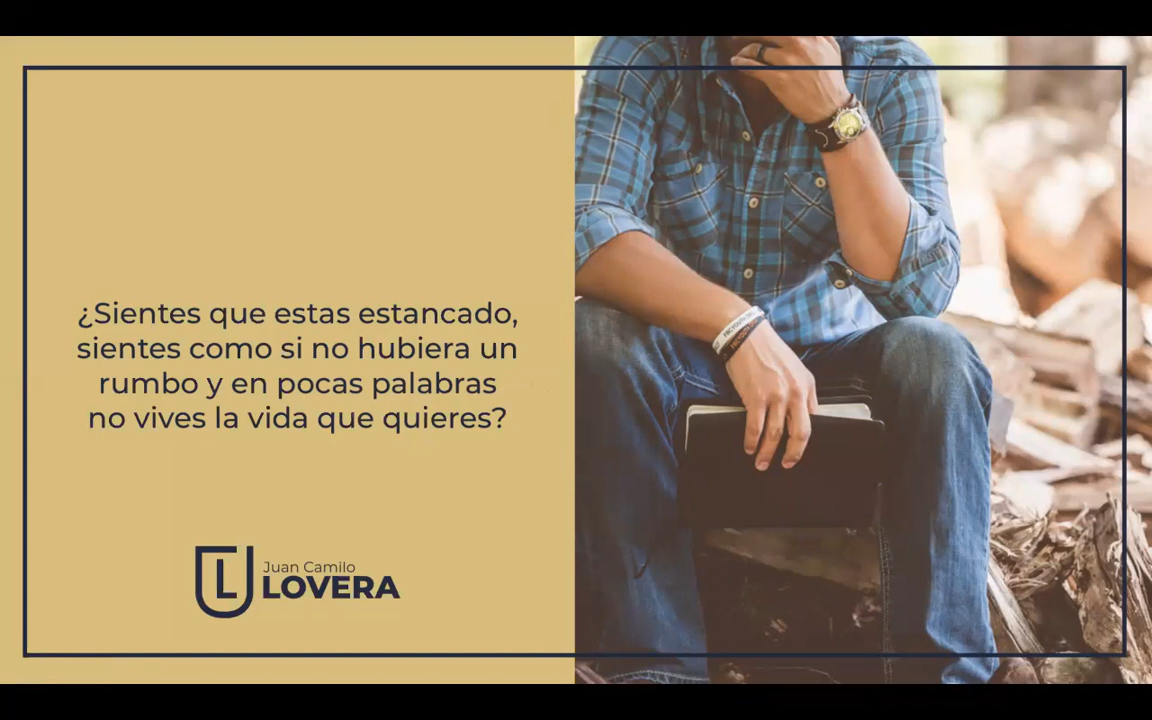 ¿Sientes que estas estancado,
sientes como si no hubiera un
rumbo y en pocas palabras
no vives la vida que quieres?
Juan Camilo
LOVERA